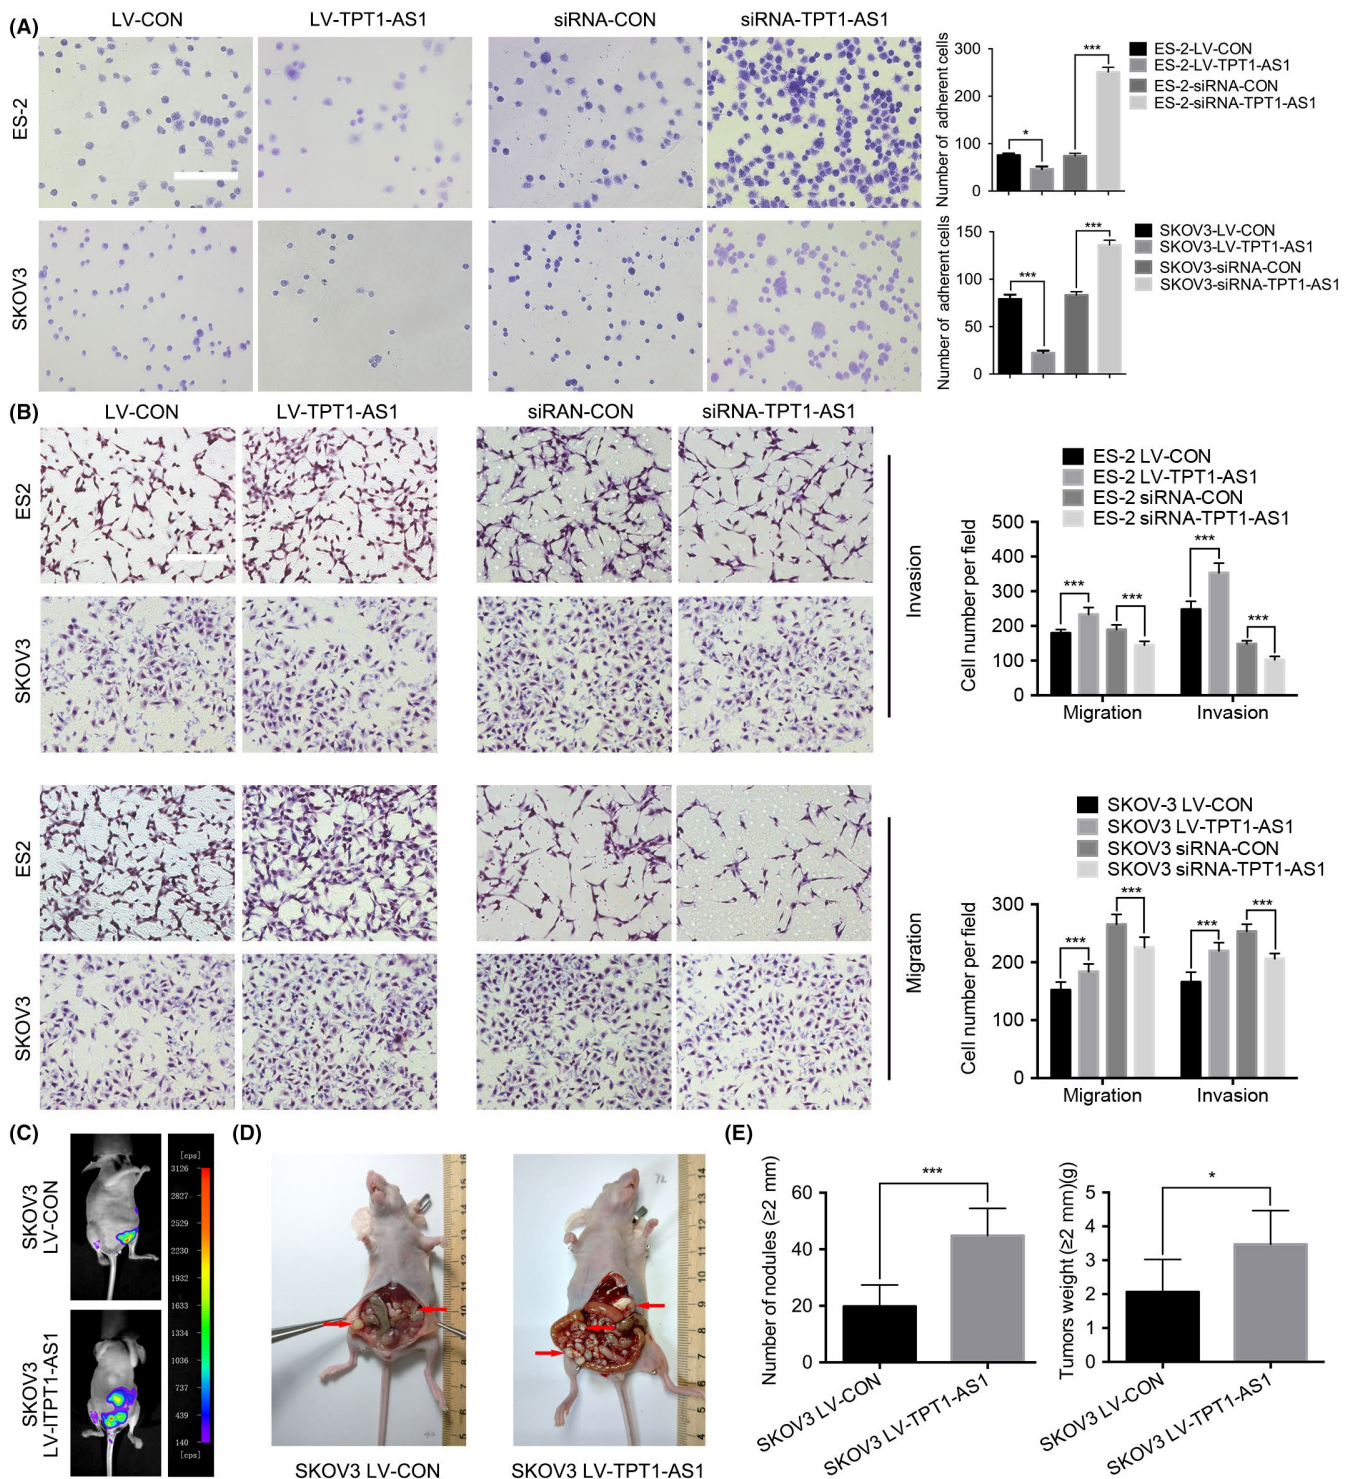 (A)
LV-CON LV-TPT1-AS1 siRNA-CON siRNA-TPT1-AS1
ES-2
SKOV3
Number of adherent cells
300
200
100
0
*
***
ES-2-LV-CON
ES-2-LV-TPT1-AS1
ES-2-siRNA-CON
ES-2-siRNA-TPT1-AS1
Number of adherent cells
150
100
50
0
***
***
SKOV3-LV-CON
SKOV3-LV-TPT1-AS1
SKOV3-siRNA-CON
SKOV3-siRNA-TPT1-AS1
(B)
LV-CON LV-TPT1-AS1 siRAN-CON siRNA-TPT1-AS1
ES2
SKOV3
Invasion
ES2
SKOV3
Migration
ES-2 LV-CON
ES-2 LV-TPT1-AS1
ES-2 siRNA-CON
ES-2 siRNA-TPT1-AS1
Cell number per field
500
400
300
200
100
0
***
***
***
***
Migration Invasion
SKOV-3 LV-CON
SKOV3 LV-TPT1-AS1
SKOV3 siRNA-CON
SKOV3 siRNA-TPT1-AS1
Cell number per field
300
200
100
0
***
***
***
***
Migration Invasion
(C)
SKOV3
LV-CON
SKOV3
LV-lTPT1-AS1
[cps]
3126
2827
2529
2230
1932
1633
1334
1036
737
439
140
[cps]
(D)
SKOV3 LV-CON SKOV3 LV-TPT1-AS1
(E)
Number of nodules (≥2 mm)
60
40
20
0
***
SKOV3 LV-CON
SKOV3 LV-TPT1-AS1
Tumors weight (≥2 mm)(g)
5
4
3
2
1
0
*
SKOV3 LV-CON
SKOV3 LV-TPT1-AS1